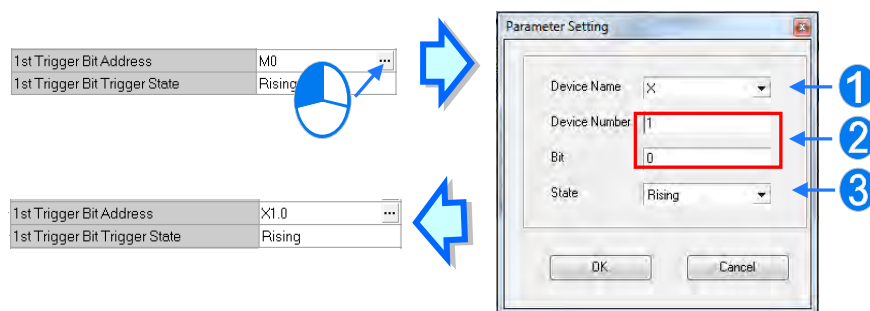 1st Trigger Bit Address M0 ...
1st Trigger Bit Trigger State Rising
Parameter Setting
Device Name X
1
Device Number 1
2
Bit 0
State Rising
3
OK Cancel
1st Trigger Bit Address X1.0 ...
1st Trigger Bit Trigger State Rising